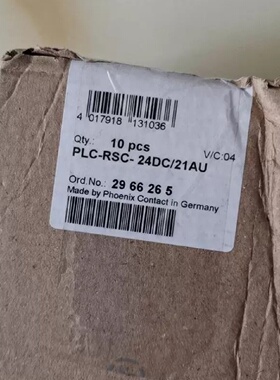 4 017918 131036
Qty.: 10 pcs V/C:04
PLC-RSC- 24DC/21AU
Ord.No.: 29 66 26 5
Made by Phoenix Contact in Germany